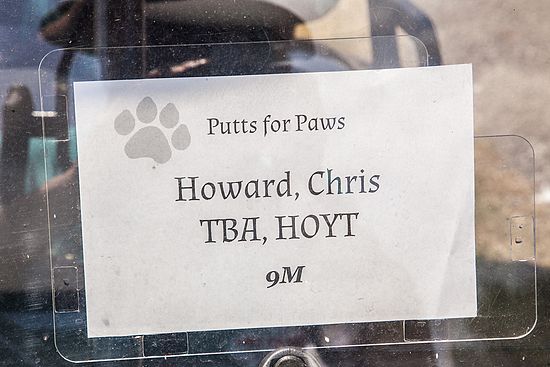 Putts for Paws
Howard, Chris
TBA, HOYT
9M